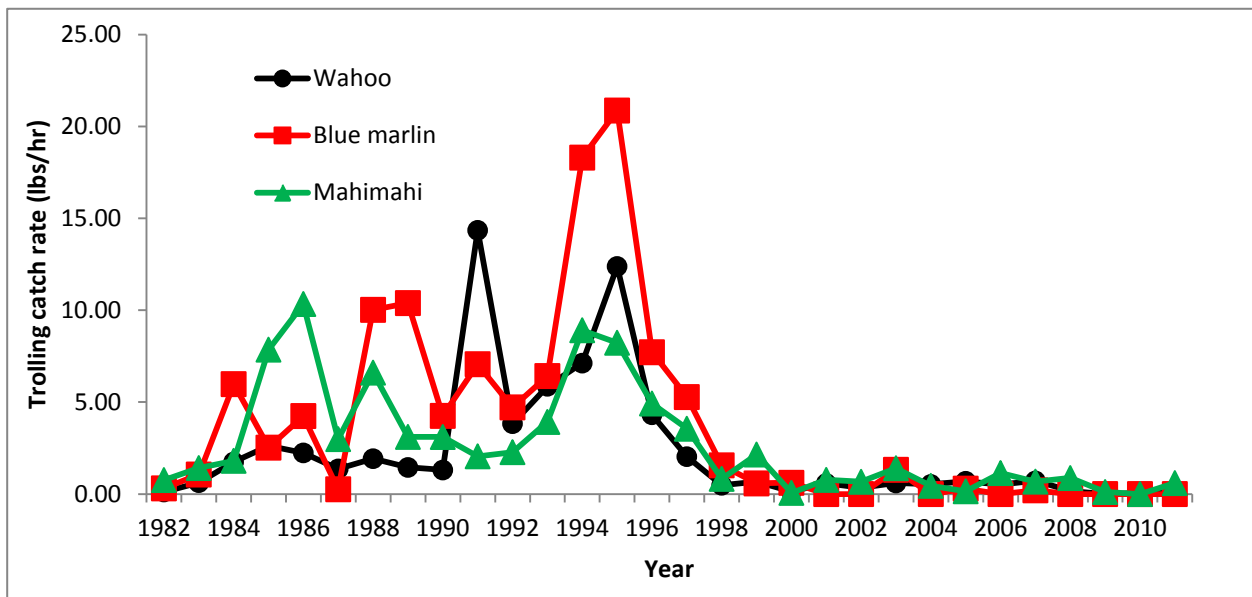 25.00
20.00
15.00
10.00
5.00
0.00
Trolling catch rate (lbs/hr)
Wahoo
Blue marlin
Mahimahi
1982 1984 1986 1988 1990 1992 1994 1996 1998 2000 2002 2004 2006 2008 2010
Year